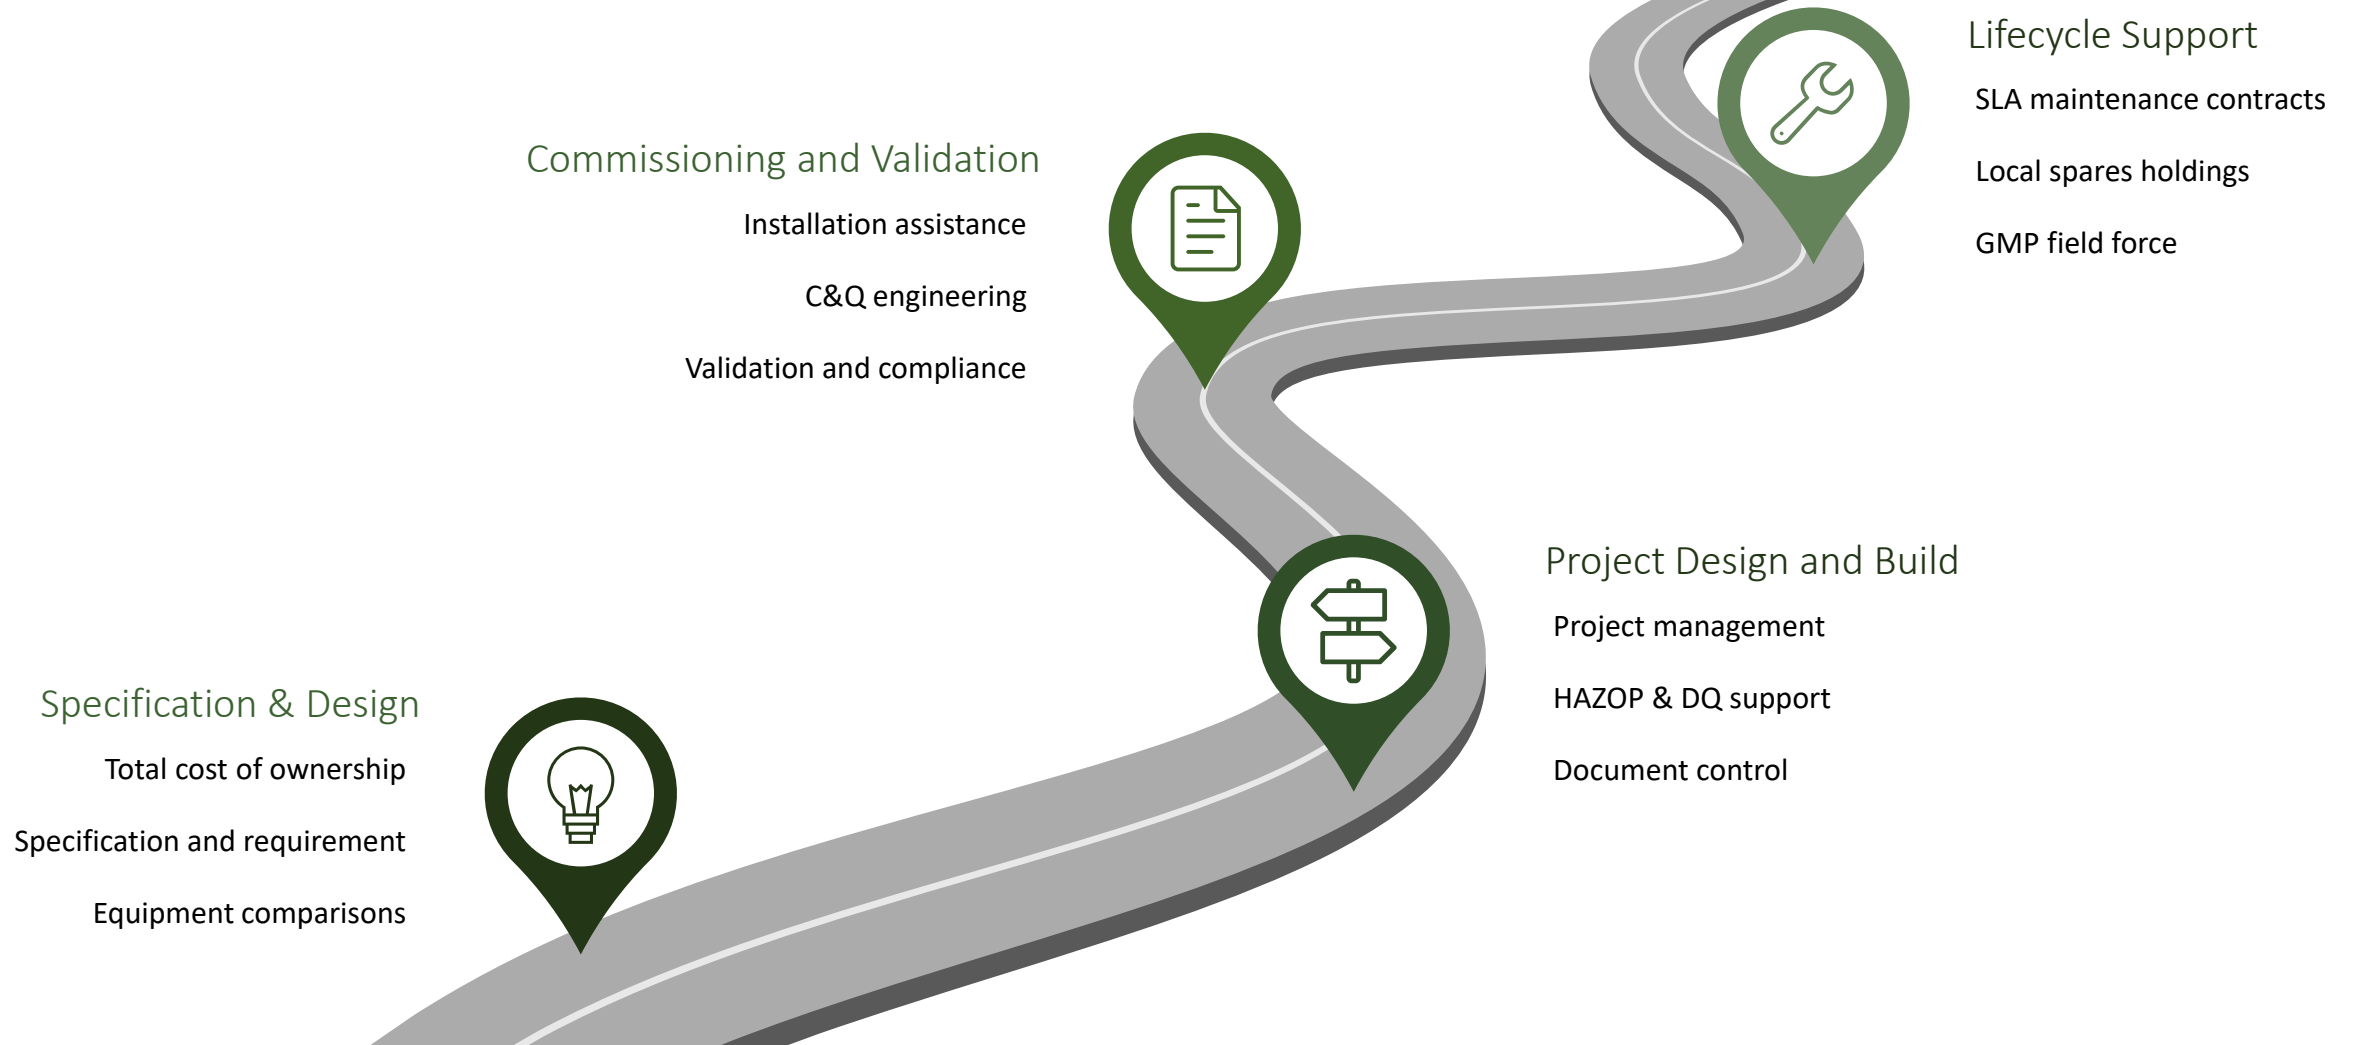 Lifecycle Support
SLA maintenance contracts
Local spares holdings
GMP field force
Commissioning and Validation
Installation assistance
C&Q engineering
Validation and compliance
Project Design and Build
Project management
HAZOP & DQ support
Document control
Specification & Design
Total cost of ownership
Specification and requirement
Equipment comparisons